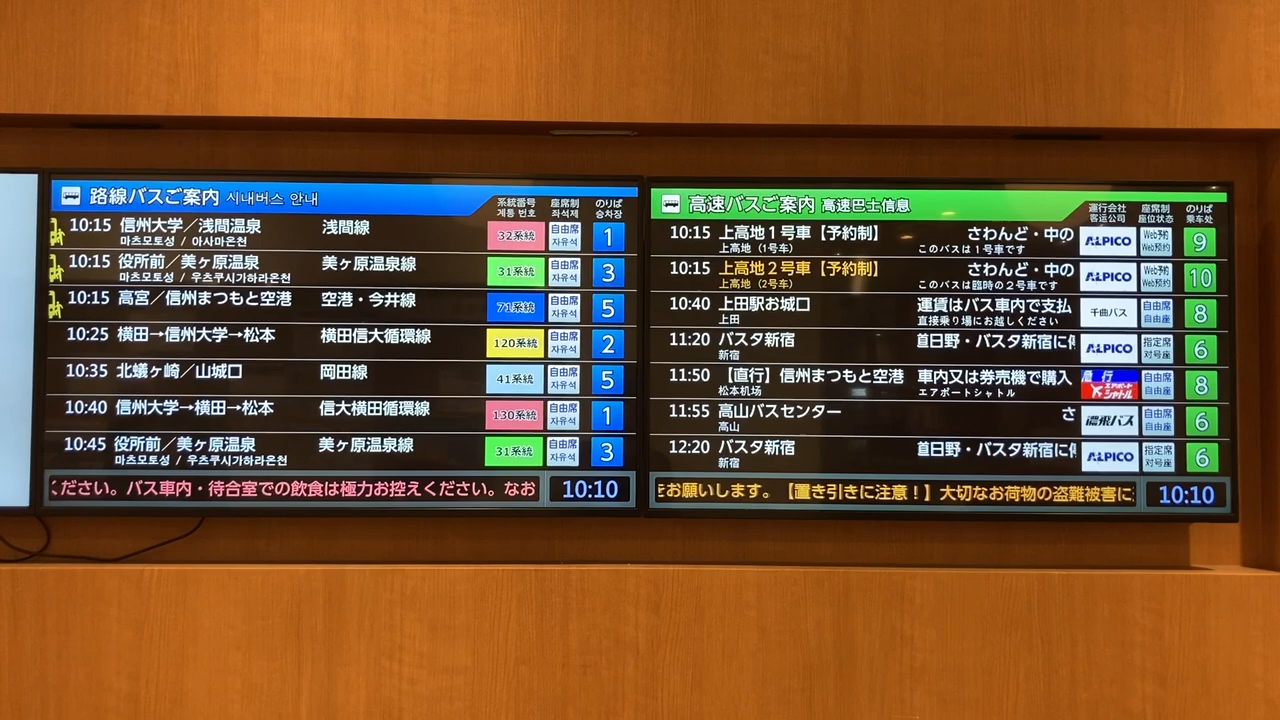 路線バスご案内 시내버스 안내
系統番号 座席制 のりば
계통 번호 좌석제 승차장
10:15 信州大学／浅間温泉 浅間線 32系統 自由席 1
마츠모토성 / 아사마온천 자유석
10:15 役所前／美ヶ原温泉 美ヶ原温泉線 31系統 自由席 3
마츠모토성 / 우츠쿠시가하라온천 자유석
10:15 高宮／信州まつもと空港 空港・今井線 71系統 自由席 5
자유석
10:25 横田→信州大学→松本 横田信大循環線 120系統 自由席 2
자유석
10:35 北蟻ヶ崎／山城口 岡田線 41系統 自由席 5
자유석
10:40 信州大学→横田→松本 信大横田循環線 130系統 自由席 1
자유석
10:45 役所前／美ヶ原温泉 美ヶ原温泉線 31系統 自由席 3
마츠모토성 / 우츠쿠시가하라온천 자유석
ください。バス車内・待合室での飲食は極力お控えください。なお 10:10
高速バスご案内 高速巴士信息
運行会社 座席制 のりば
客运公司 座位状态 乘车处
10:15 上高地１号車【予約制】 さわんど・中の ALPICO Web予約 9
上高地（1号车） このバスは１号車です Web预约
10:15 上高地２号車【予約制】 さわんど・中の ALPICO Web予約 10
上高地（2号车） このバスは臨時の２号車です Web预约
10:40 上田駅お城口 運賃はバス車内で支払 千曲バス 自由席 8
上田 直接乗り場にお越しください 自由座
11:20 バスタ新宿 首日野・バスタ新宿に ALPICO 指定席 6
新宿 对号座
11:50 【直行】信州まつもと空港 車内又は券売機で購入 急行 エアポートシャトル 自由席 8
松本机场 エアポートシャトル 自由座
11:55 高山バスセンター さ 濃飛バス 自由席 6
高山 自由座
12:20 バスタ新宿 首日野・バスタ新宿に ALPICO 指定席 6
新宿 对号座
をお願いします。【置き引きに注意！】大切なお荷物の盗難被害に 10:10